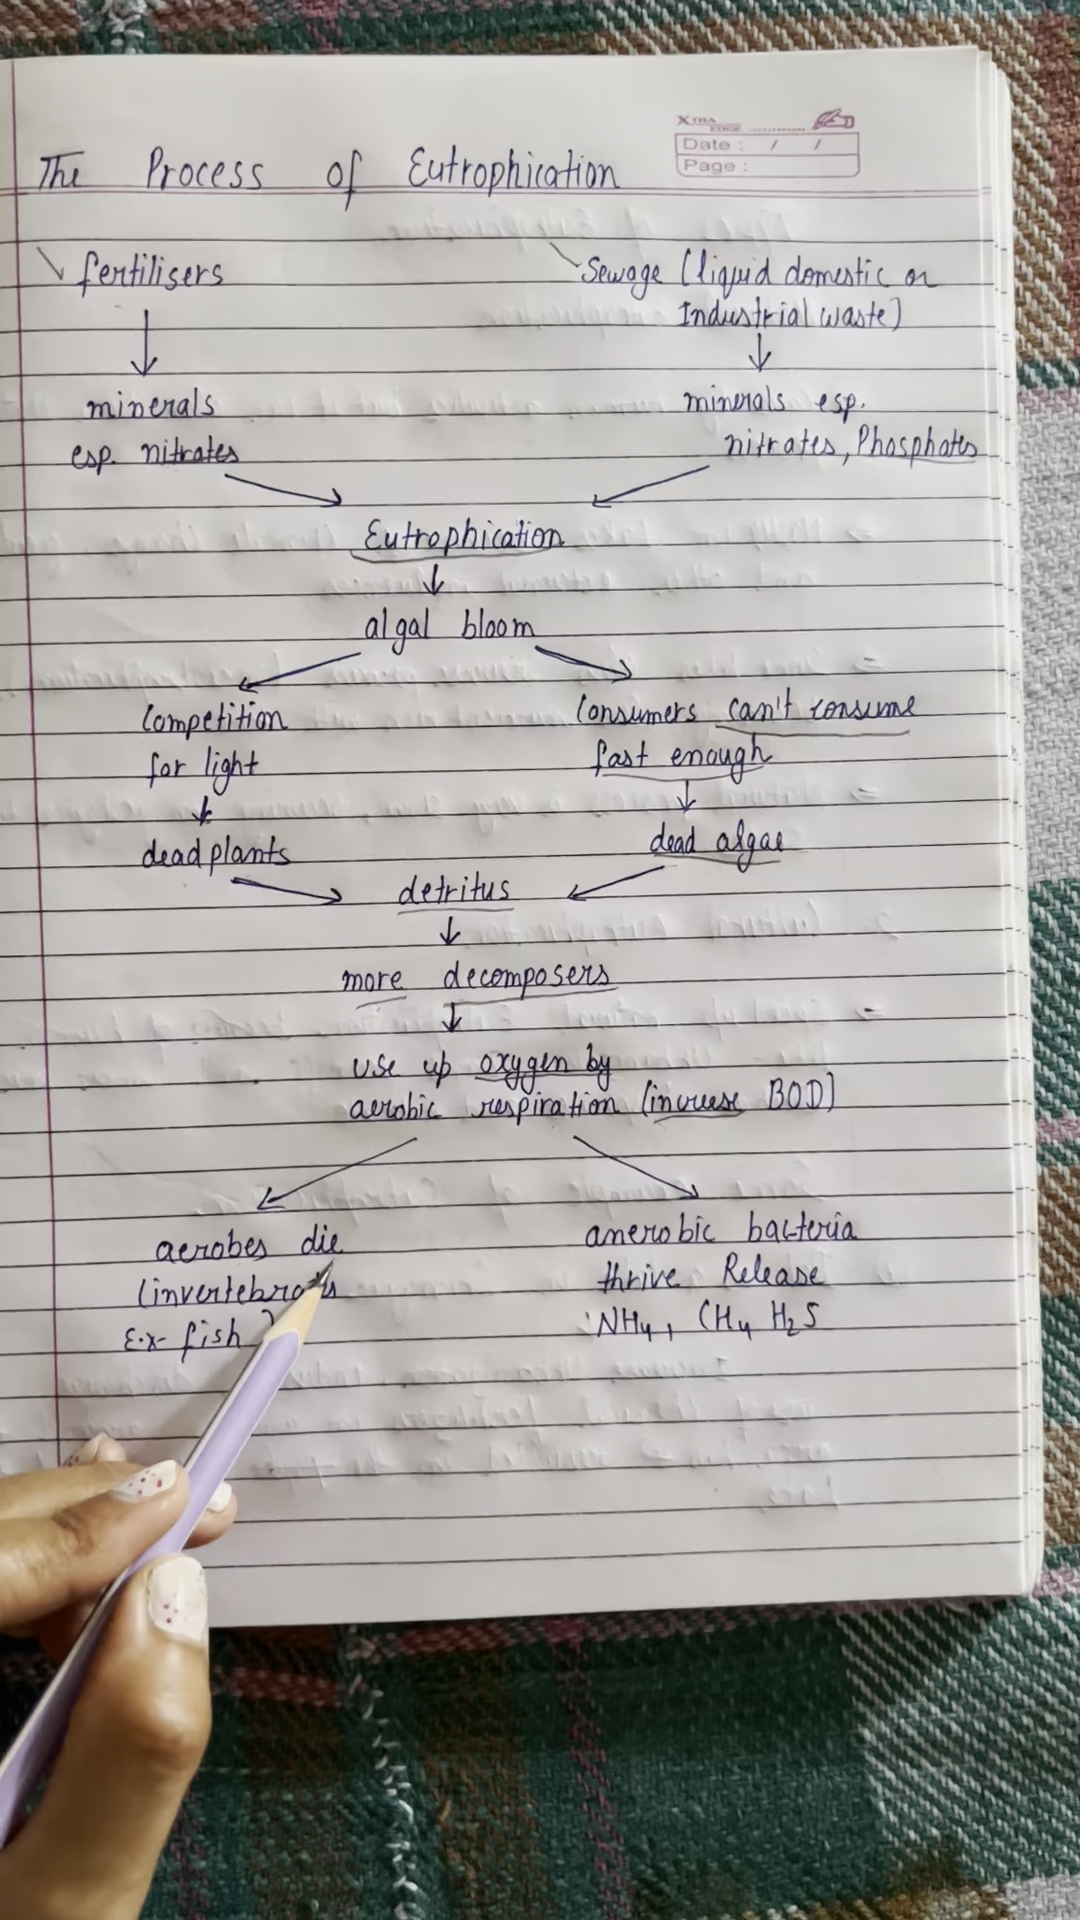 XTRA EDGE
Date : / /
Page :
The Process of Eutrophication
fertilisers
Sewage (liquid domestic or
Industrial waste)
minerals
esp. nitrates
minerals esp.
nitrates, Phosphates
Eutrophication
algal bloom
Competition
for light
Consumers can't consume
fast enough
dead plants
dead algae
detritus
more decomposers
use up oxygen by
aerobic respiration (increase BOD)
aerobes die
(invertebrates
Ex- fish)
anerobic bacteria
thrive Release
NH4, CH4 H2S